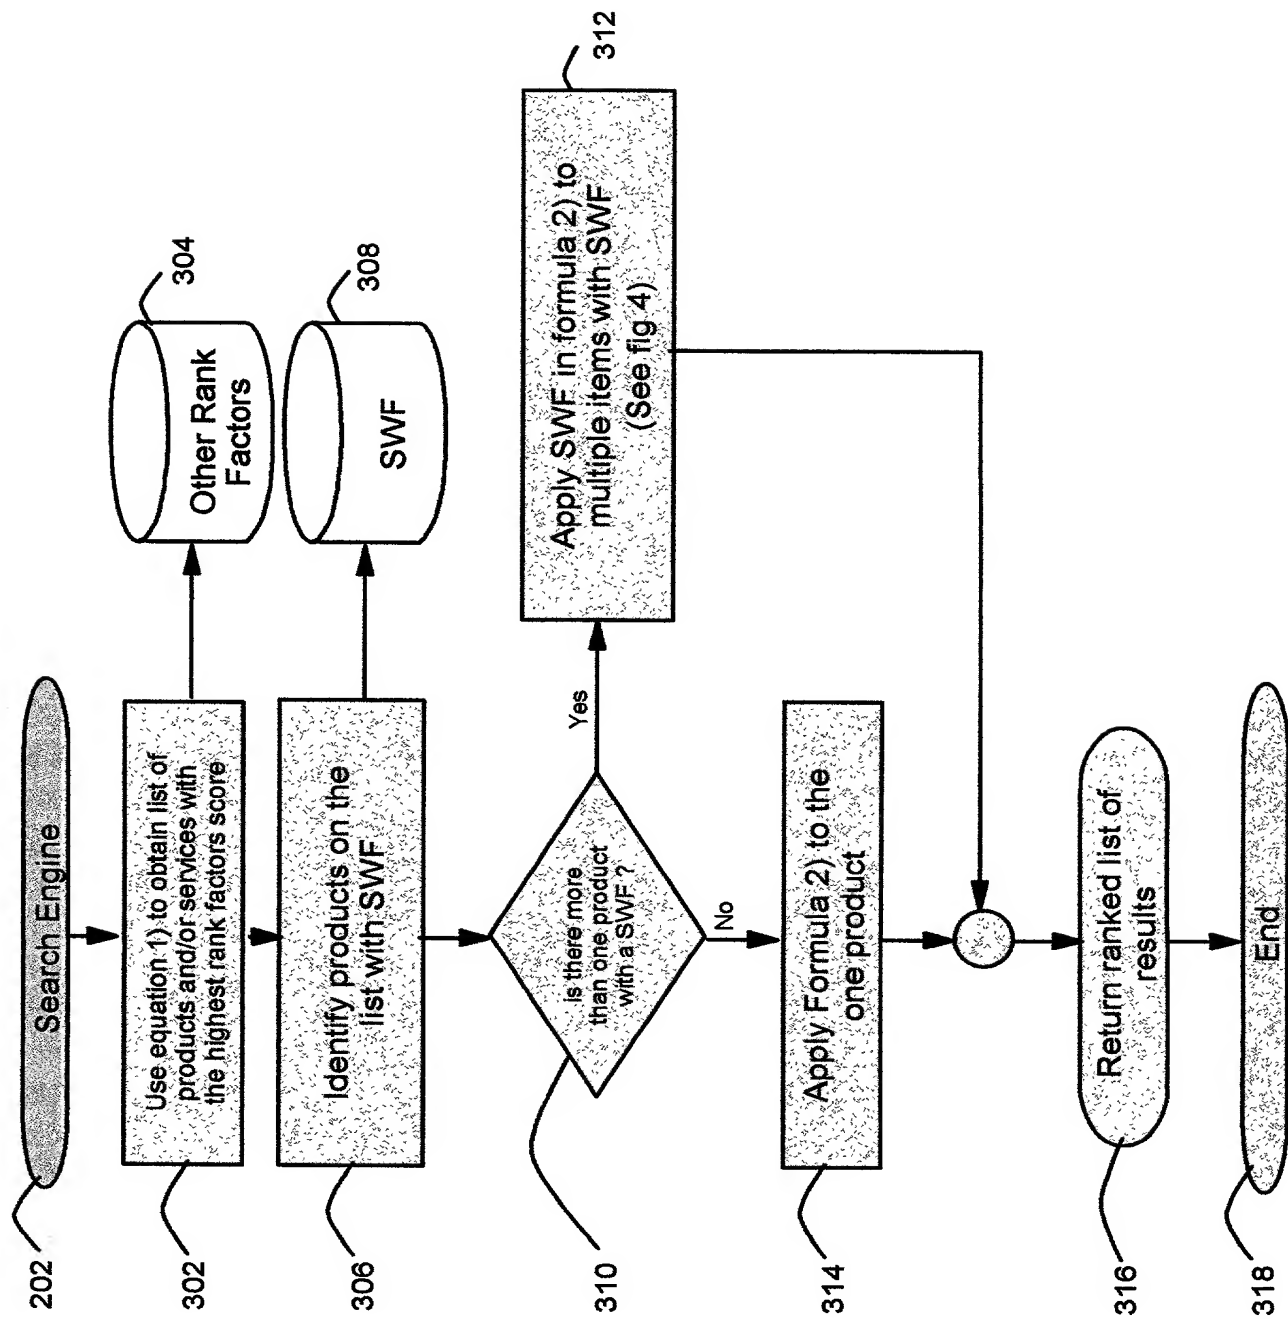 202
Search Engine
302
Use equation 1) to obtain list of
products and/or services with
the highest rank factors score
304
Other Rank
Factors
306
Identify products on the
list with SWF
308
SWF
310
Is there more
than one product
with a SWF ?
Yes
No
312
Apply SWF in formula 2) to
multiple items with SWF
(See fig 4)
314
Apply Formula 2) to the
one product
316
Return ranked list of
results
318
End